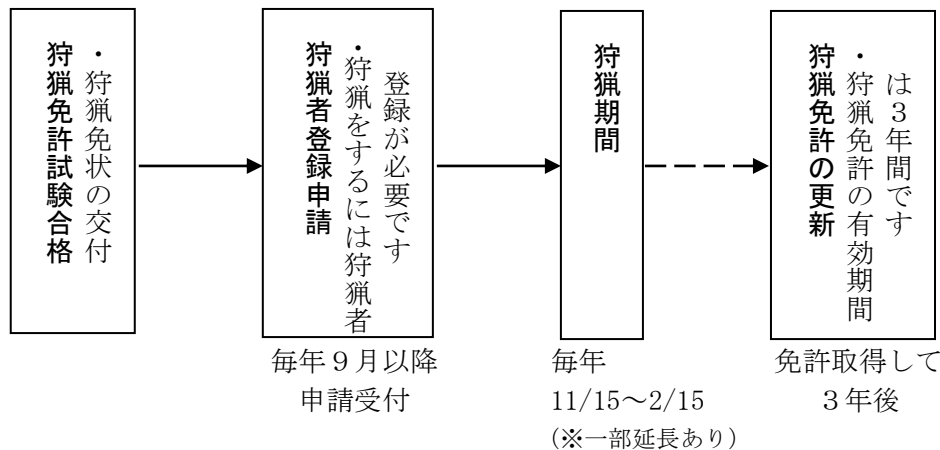 狩猟免許試験合格
・狩猟免状の交付
狩猟者登録申請
・狩猟をするには狩猟者
登録が必要です
毎年９月以降
申請受付
狩猟期間
毎年
11/15～2/15
(※一部延長あり)
狩猟免許の更新
・狩猟免許の有効期間
は３年間です
免許取得して
３年後